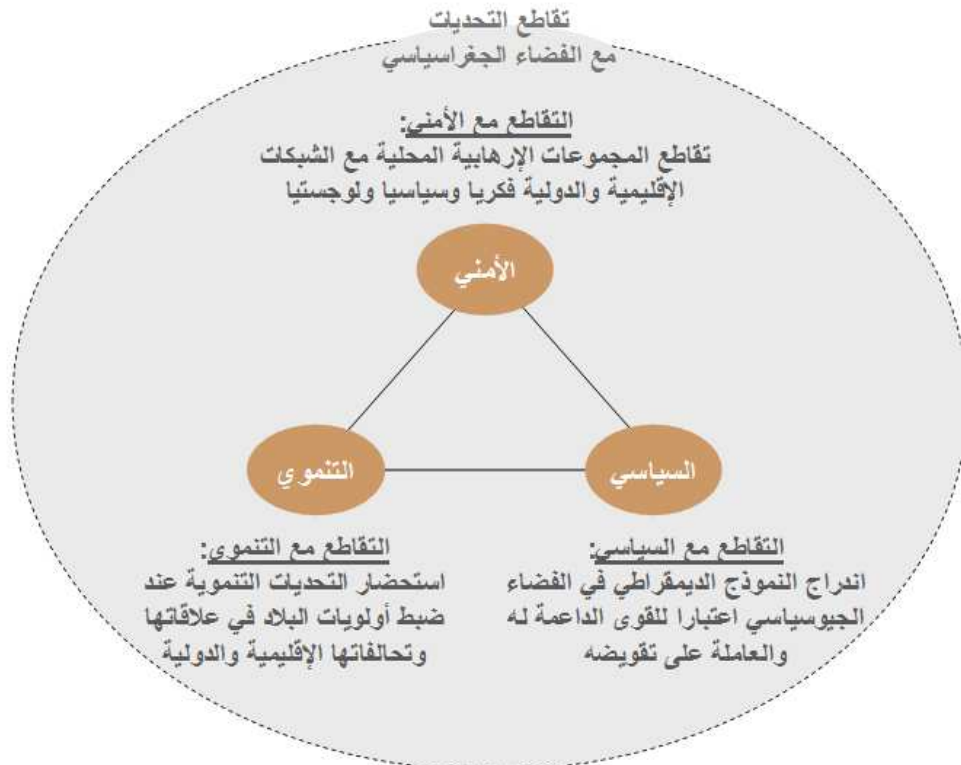 تقاطع التحديات
مع الفضاء الجغراسياسي
التقاطع مع الأمني:
تقاطع المجموعات الإرهابية المحلية مع الشبكات
الإقليمية والدولية فكريا وسياسيا ولوجستيا
الأمني
التنموي
السياسي
التقاطع مع التنموي:
استحضار التحديات التنموية عند
ضبط أولويات البلاد في علاقاتها
وتحالفاتها الإقليمية والدولية
التقاطع مع السياسي:
اندراج النموذج الديمقراطي في الفضاء
الجيوسياسي اعتبارا للقوى الداعمة له
والعاملة على تقويضه